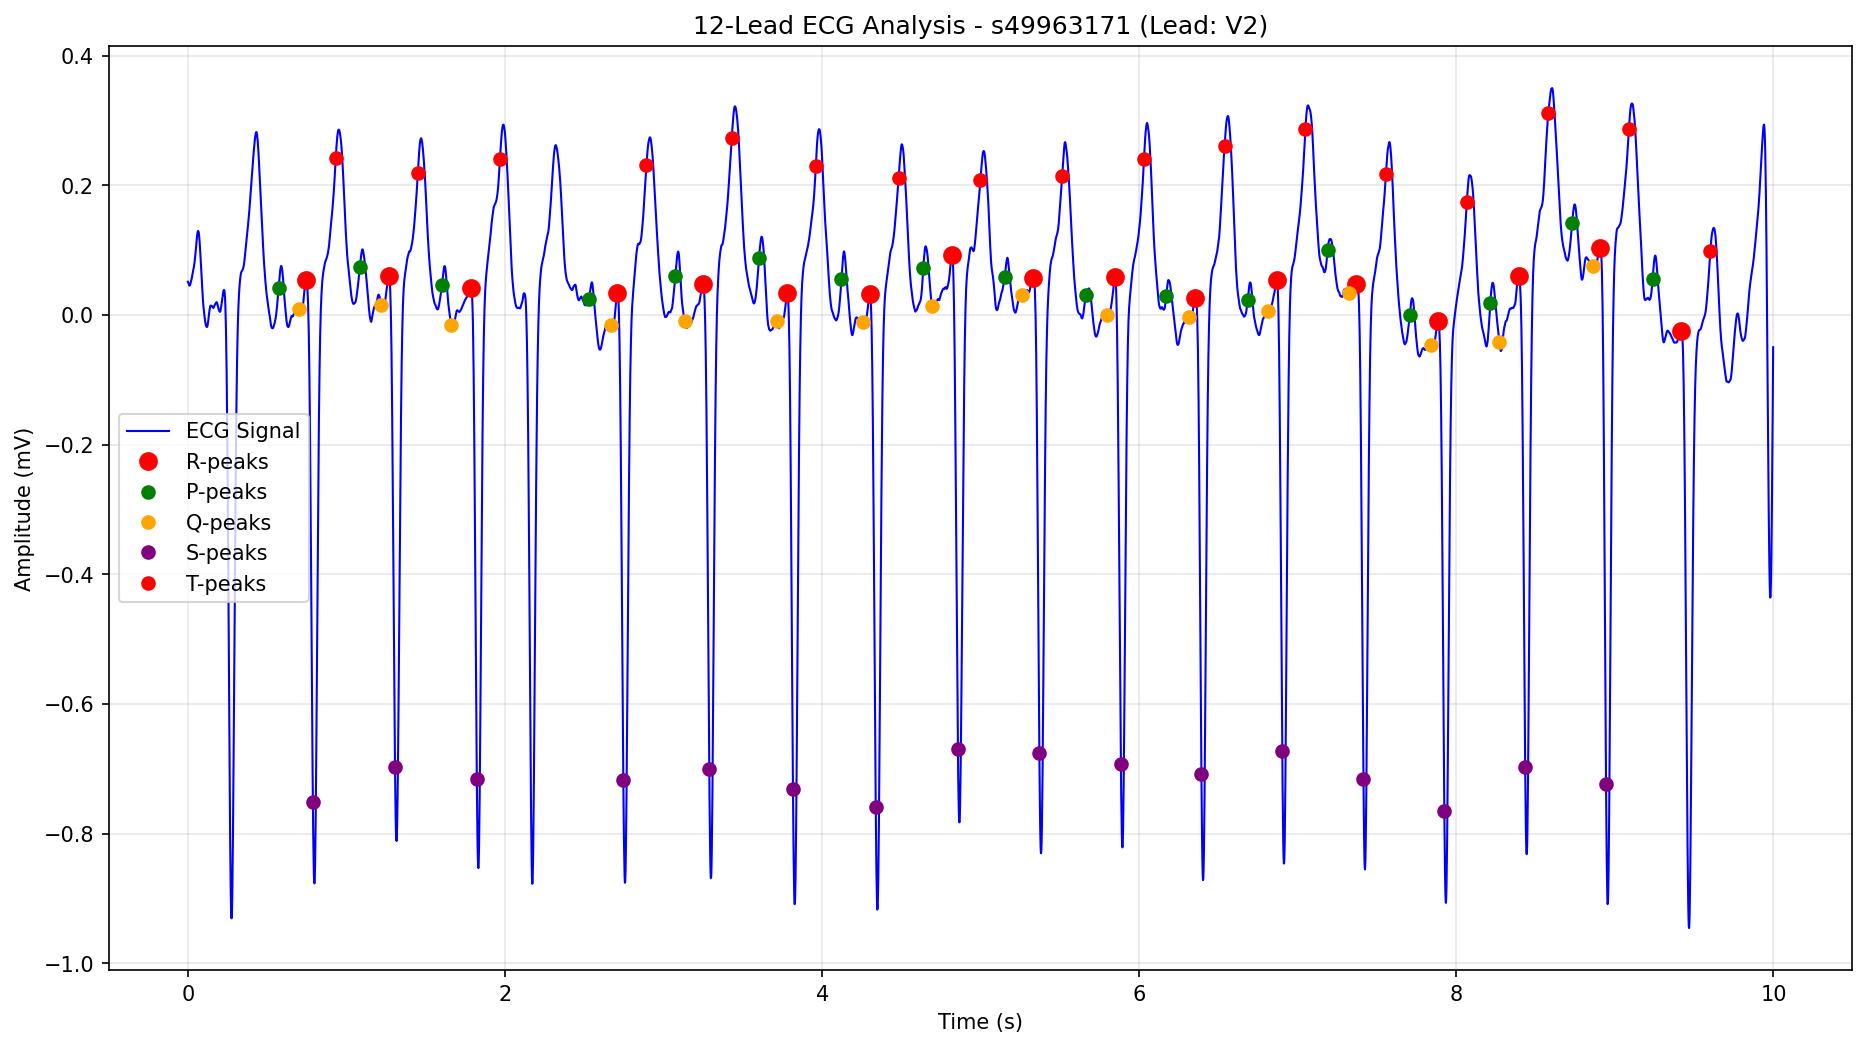 12-Lead ECG Analysis - s49963171 (Lead: V2)
0.4
0.2
0.0
−0.2
−0.4
−0.6
−0.8
−1.0
Amplitude (mV)
ECG Signal
R-peaks
P-peaks
Q-peaks
S-peaks
T-peaks
0 2 4 6 8 10
Time (s)